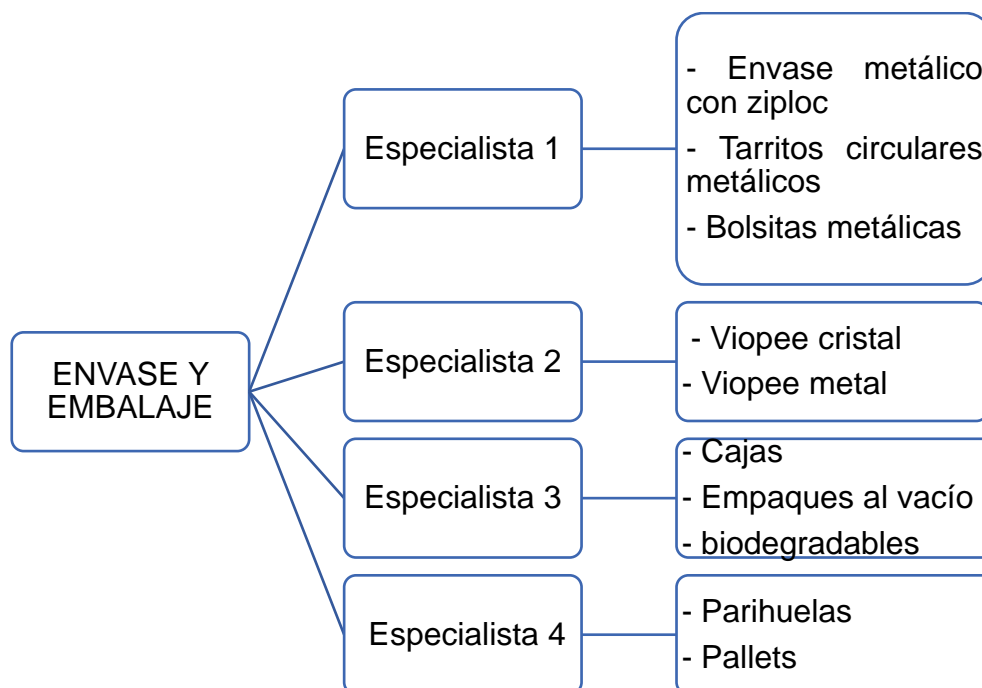 ENVASE Y
EMBALAJE
Especialista 1
- Envase metálico
con ziploc
- Tarritos circulares
metálicos
- Bolsitas metálicas
Especialista 2
- Viopee cristal
- Viopee metal
Especialista 3
- Cajas
- Empaques al vacío
- biodegradables
Especialista 4
- Parihuelas
- Pallets